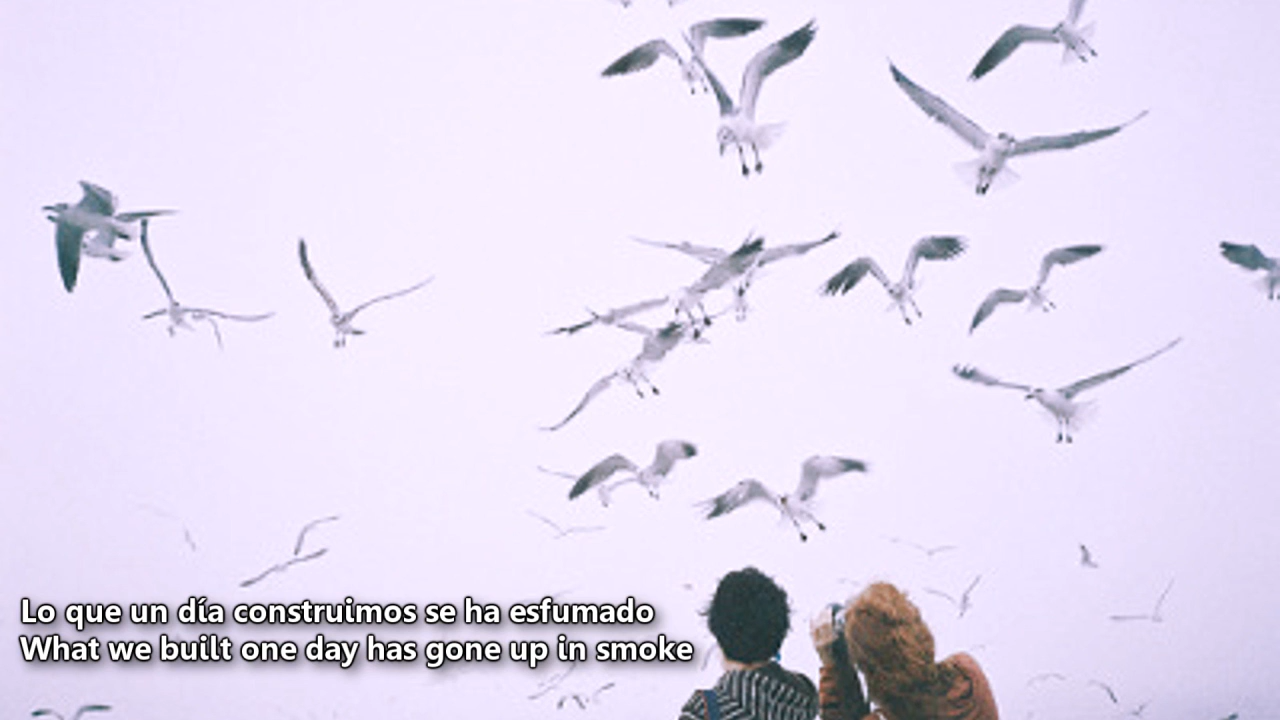 Lo que un día construimos se ha esfumado
What we built one day has gone up in smoke